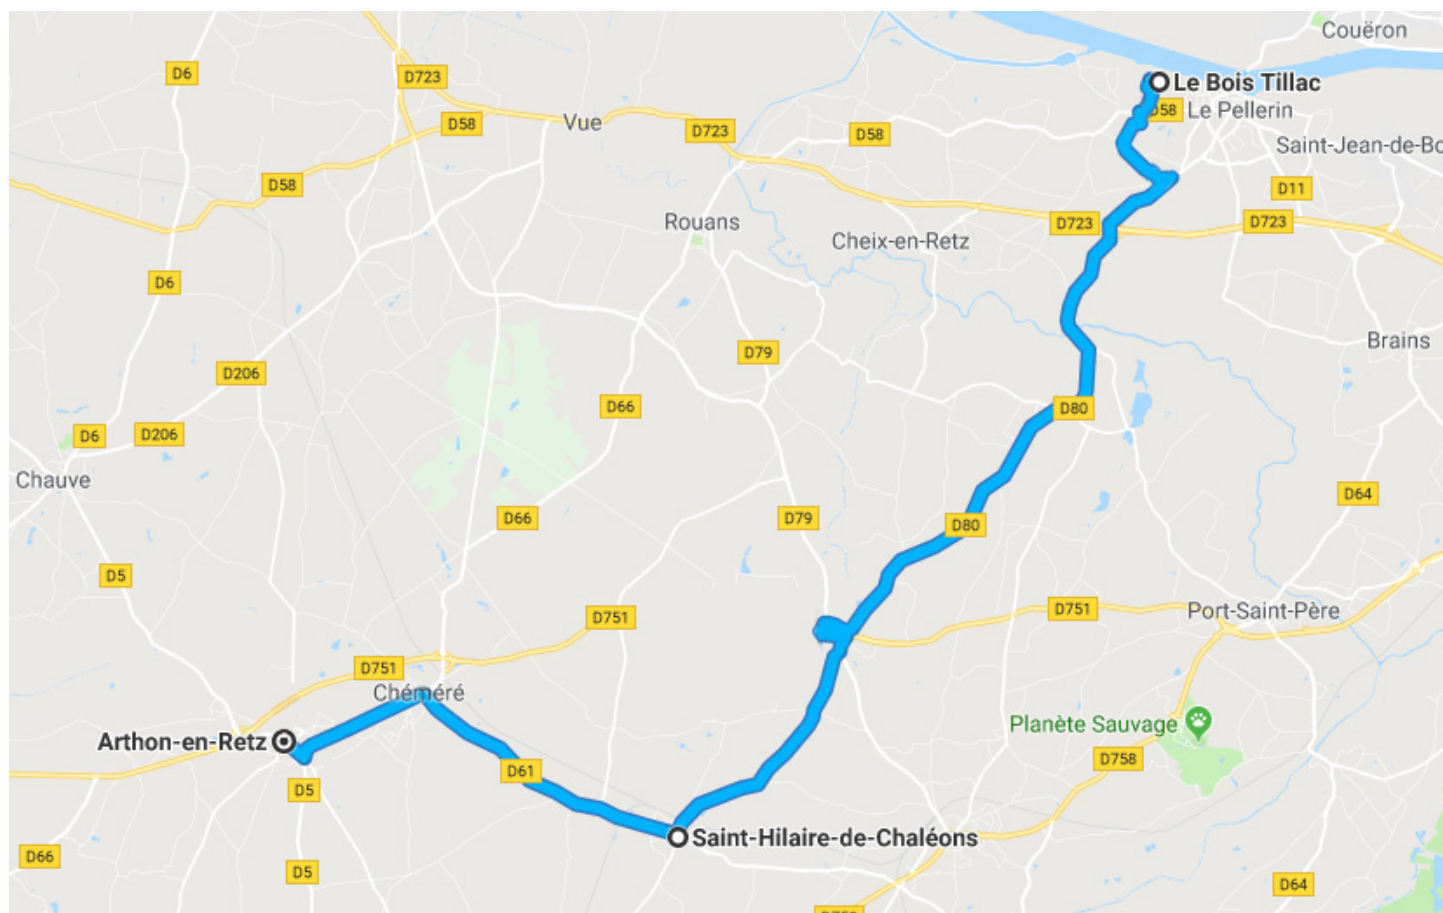 Couëron
D6
D723
Le Bois Tillac
D58
Le Pellerin
D58
Vue
D723
D58
Saint-Jean-de-Bo
D58
D11
Rouans
D723
D723
Cheix-en-Retz
D6
Brains
D79
D206
D66
D80
D6
D206
Chauve
D64
D66
D79
D80
D5
D751
D751
Port-Saint-Père
D751
Chéméré
Planète Sauvage
Arthon-en-Retz
D758
D61
D5
Saint-Hilaire-de-Chaléons
D66
D5
D64